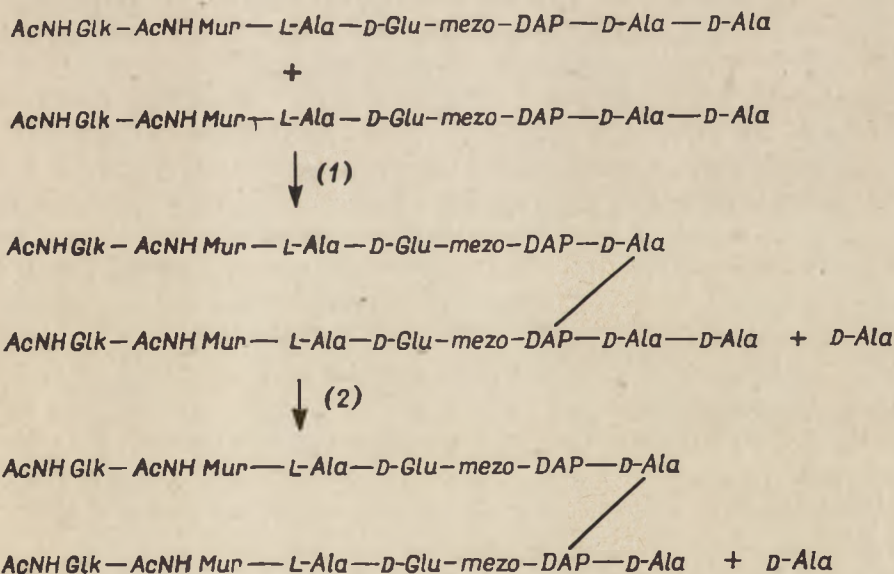 AcNH Glk – AcNH Mur — L-Ala — D-Glu – mezo – DAP — D-Ala — D-Ala
+
AcNH Glk – AcNH Mur – L-Ala – D-Glu – mezo – DAP — D-Ala — D-Ala
(1)
AcNH Glk – AcNH Mur — L-Ala — D-Glu – mezo – DAP – D-Ala
AcNH Glk – AcNH Mur — L-Ala – D-Glu – mezo – DAP — D-Ala — D-Ala + D-Ala
(2)
AcNH Glk – AcNH Mur — L-Ala — D-Glu – mezo – DAP — D-Ala
AcNH Glk – AcNH Mur — L-Ala — D-Glu – mezo – DAP — D-Ala + D-Ala